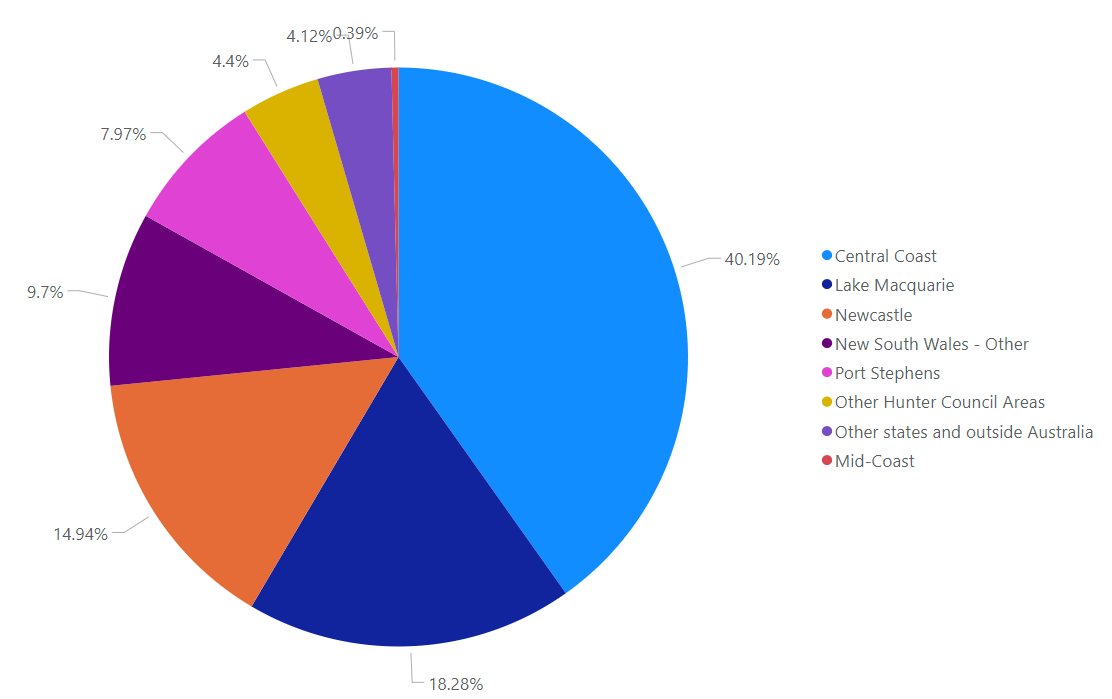 4.12%
0.39%
4.4%
7.97%
40.19%
9.7%
14.94%
18.28%
Central Coast
Lake Macquarie
Newcastle
New South Wales - Other
Port Stephens
Other Hunter Council Areas
Other states and outside Australia
Mid-Coast